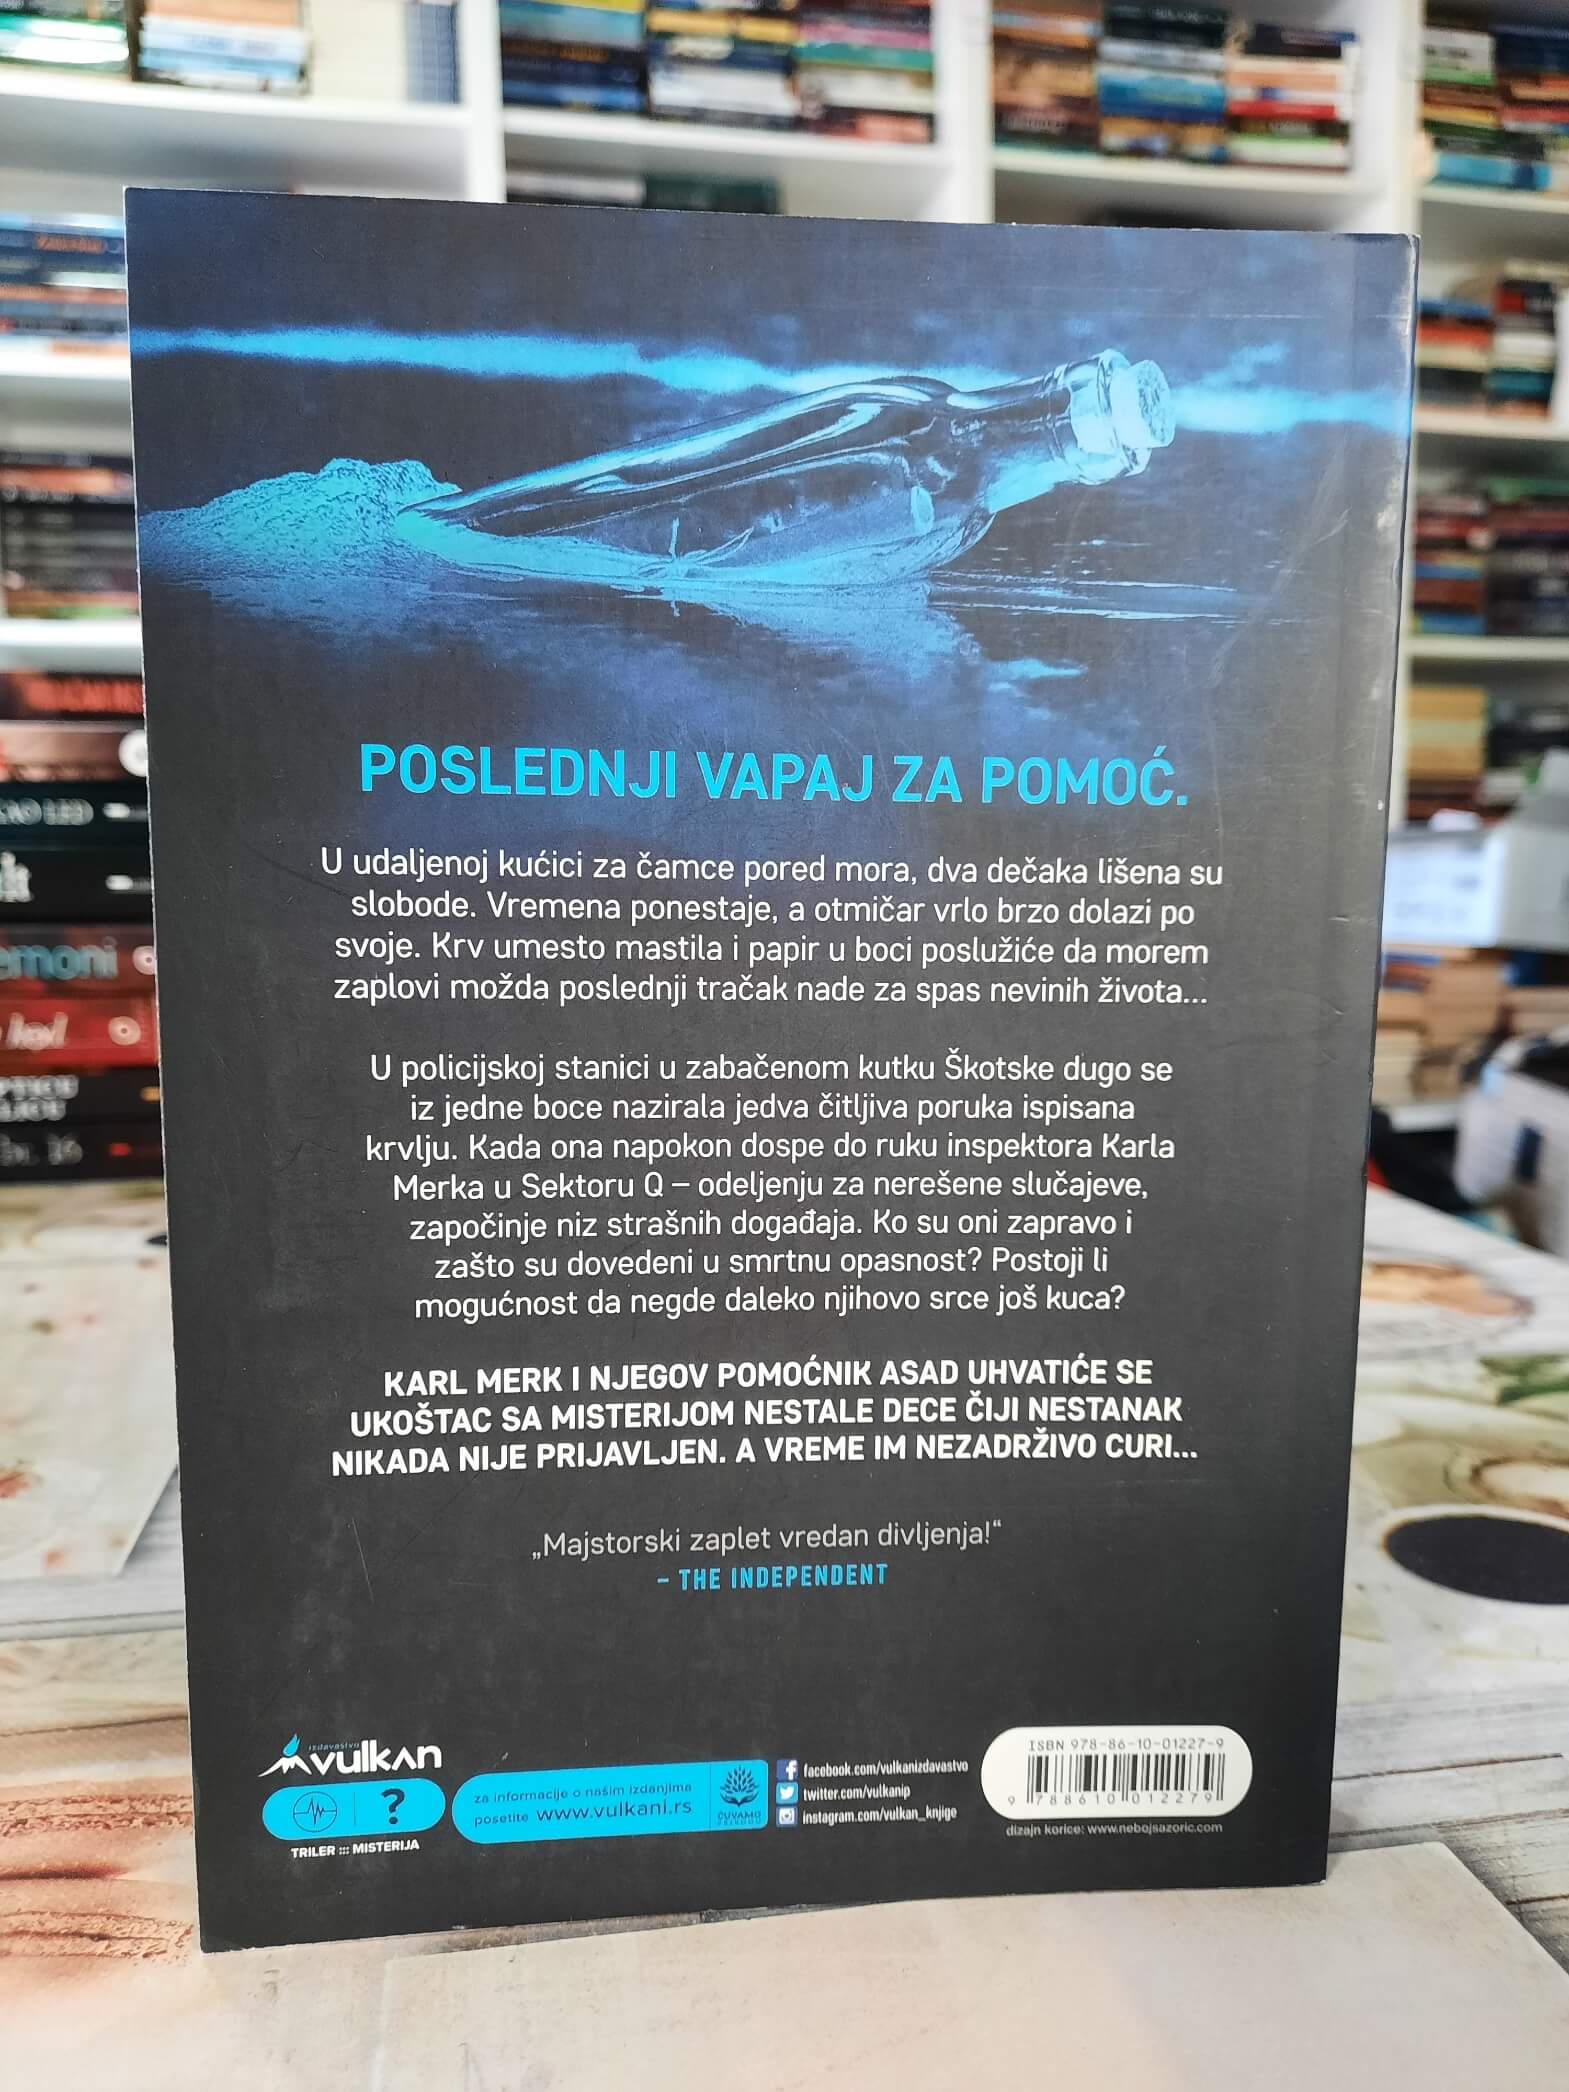 POSLEDNJI VAPAJ ZA POMOĆ.
U udaljenoj kućici za čamce pored mora, dva dečaka lišena su
slobode. Vremena ponestaje, a otmičar vrlo brzo dolazi po
svoje. Krv umesto mastila i papir u boci poslužiće da morem
zaplovi možda poslednji tračak nade za spas nevinih života...
U policijskoj stanici u zabačenom kutku Škotske dugo se
iz jedne boce nazirala jedva čitljiva poruka ispisana
krvlju. Kada ona napokon dospe do ruku inspektora Karla
Merka u Sektoru Q – odeljenju za nerešene slučajeve,
započinje niz strašnih događaja. Ko su oni zapravo i
zašto su dovedeni u smrtnu opasnost? Postoji li
mogućnost da negde daleko njihovo srce još kuca?
KARL MERK I NJEGOV POMOĆNIK ASAD UHVATIĆE SE
UKOŠTAC SA MISTERIJOM NESTALE DECE ČIJI NESTANAK
NIKADA NIJE PRIJAVLJEN. A VREME IM NEZADRŽIVO CURI...
„Majstorski zaplet vredan divljenja!“
– THE INDEPENDENT
izdavaštvo
vulkan
?
TRILER ::: MISTERIJA
za informacije o našim izdanjima
posetite www.vulkani.rs
ČUVAMO
PRIRODU
facebook.com/vulkanizdavastvo
twitter.com/vulkanip
instagram.com/vulkan_knjige
ISBN 978-86-10-01227-9
9 788610 012279
dizajn korice: www.nebojsazoric.com
emoni